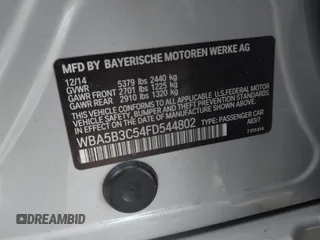 MFD BY BAYERISCHE MOTOREN WERKE AG
12/14
GVWR 5379 lbs 2440 kg
GAWR FRONT 2701 lbs 1225 kg
GAWR REAR 2910 lbs 1320 kg
THIS VEHICLE CONFORMS TO ALL APPLICABLE
FEDERAL MOTOR VEHICLE SAFETY, BUMPER, AND
THEFT PREVENTION STANDARDS IN EFFECT ON
THE DATE OF MANUFACTURE SHOWN ABOVE.
WBA5B3C54FD544802 TYPE: PASSENGER CAR
© DREAMBID
dreambid.com